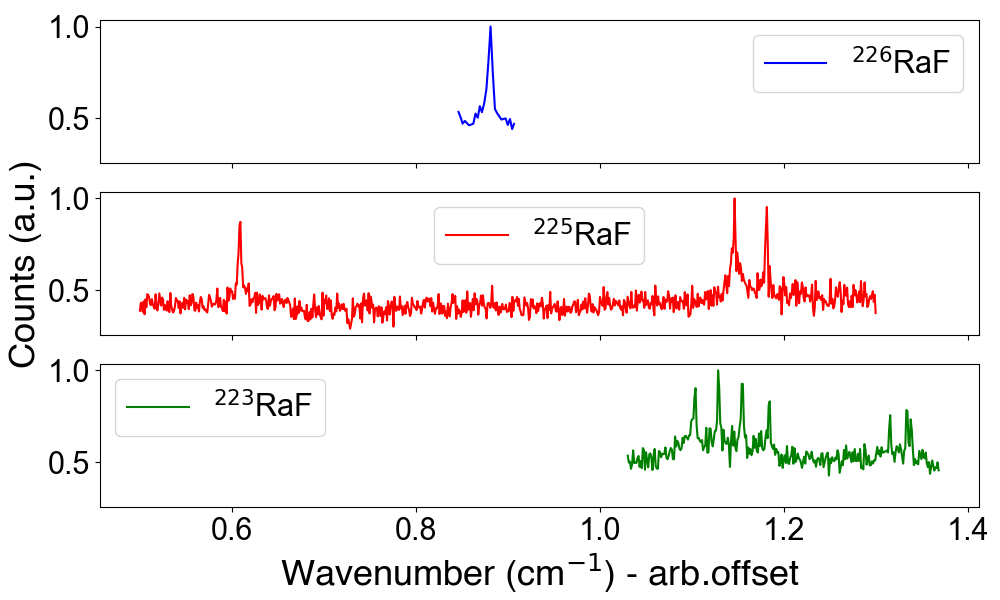 1.0
0.5
²²⁶RaF
1.0
0.5
²²⁵RaF
1.0
0.5
²²³RaF
0.6 0.8 1.0 1.2 1.4
Counts (a.u.)
Wavenumber (cm⁻¹) - arb.offset